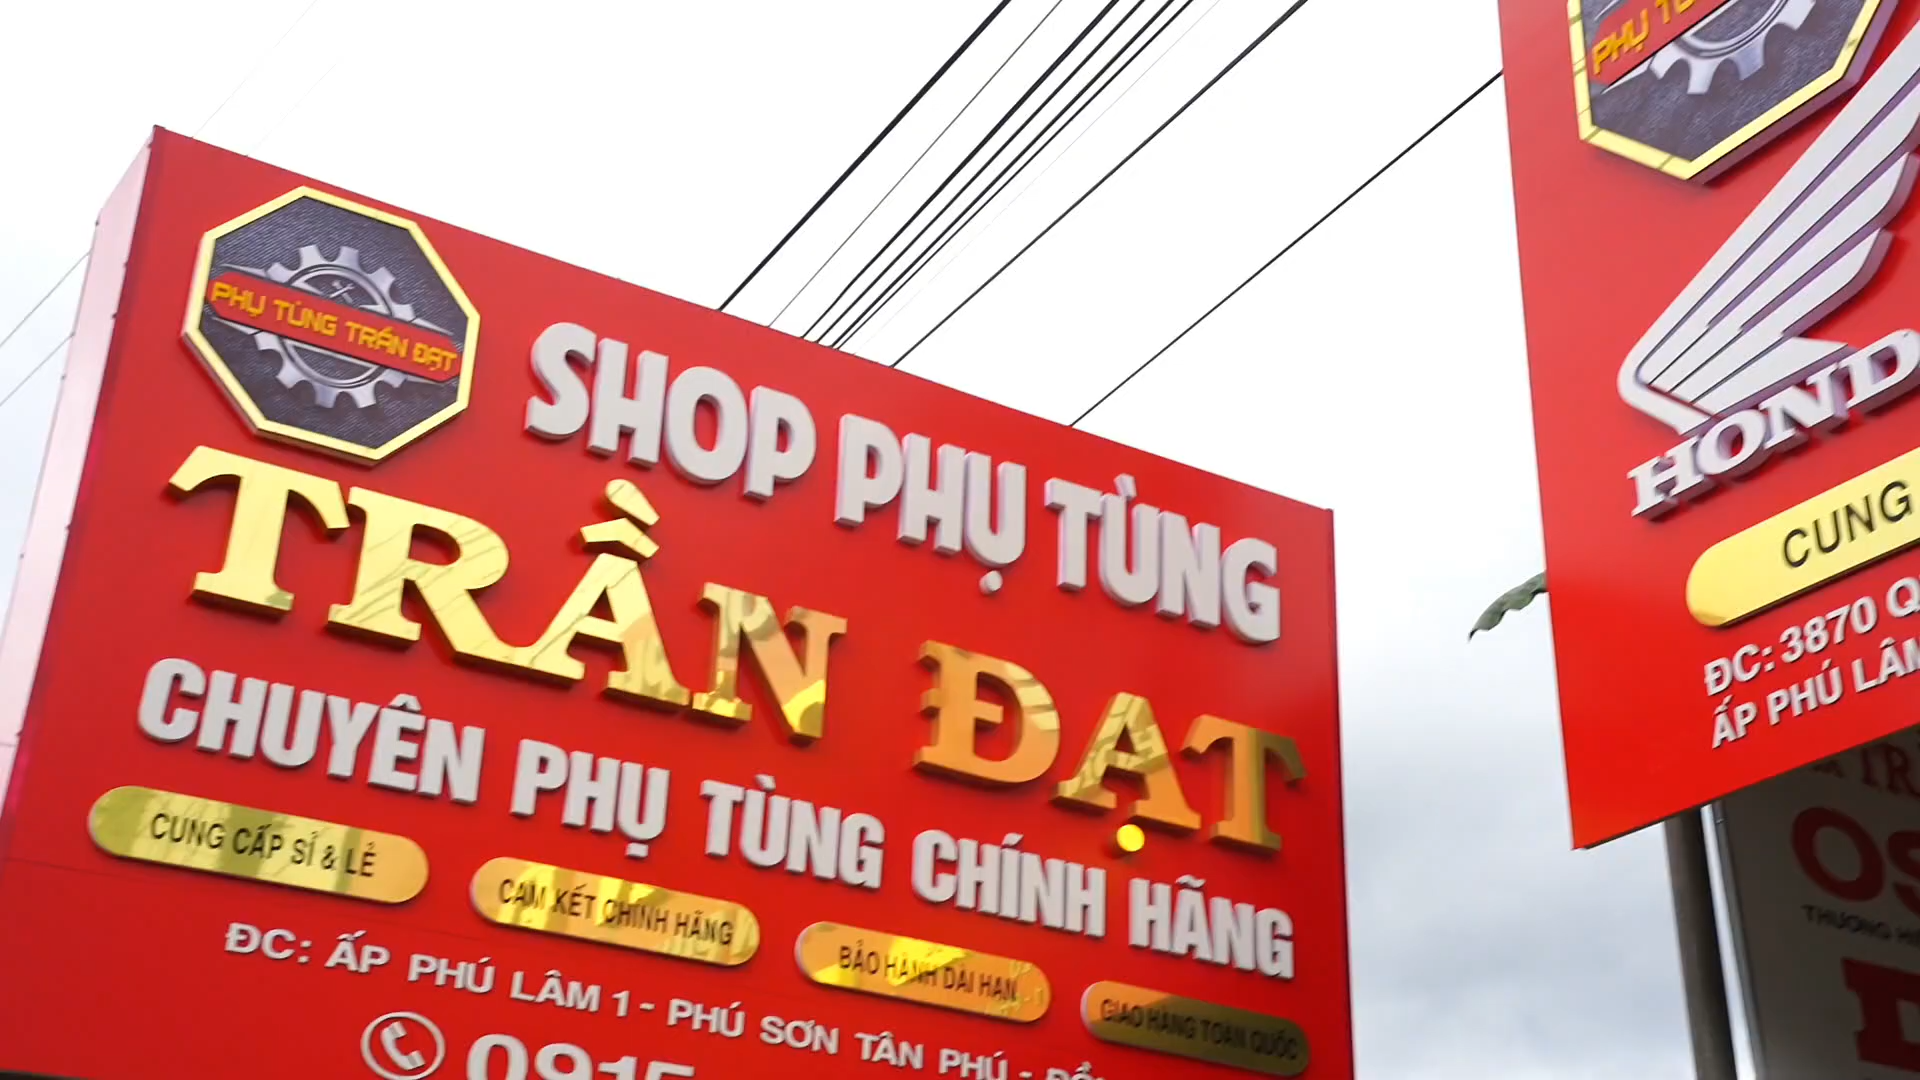 PHỤ TÙNG TRẦN ĐẠT
SHOP PHỤ TÙNG
TRẦN ĐẠT
CHUYÊN PHỤ TÙNG CHÍNH HÃNG
CUNG CẤP SỈ & LẺ
CAM KẾT CHÍNH HÃNG
BẢO HÀNH DÀI HẠN
GIAO HÀNG TOÀN QUỐC
ĐC: ẤP PHÚ LÂM 1 - PHÚ SƠN TÂN PHÚ -
0915
PHỤ
HOND
CUNG
ĐC: 3870
ẤP PHÚ LÂM